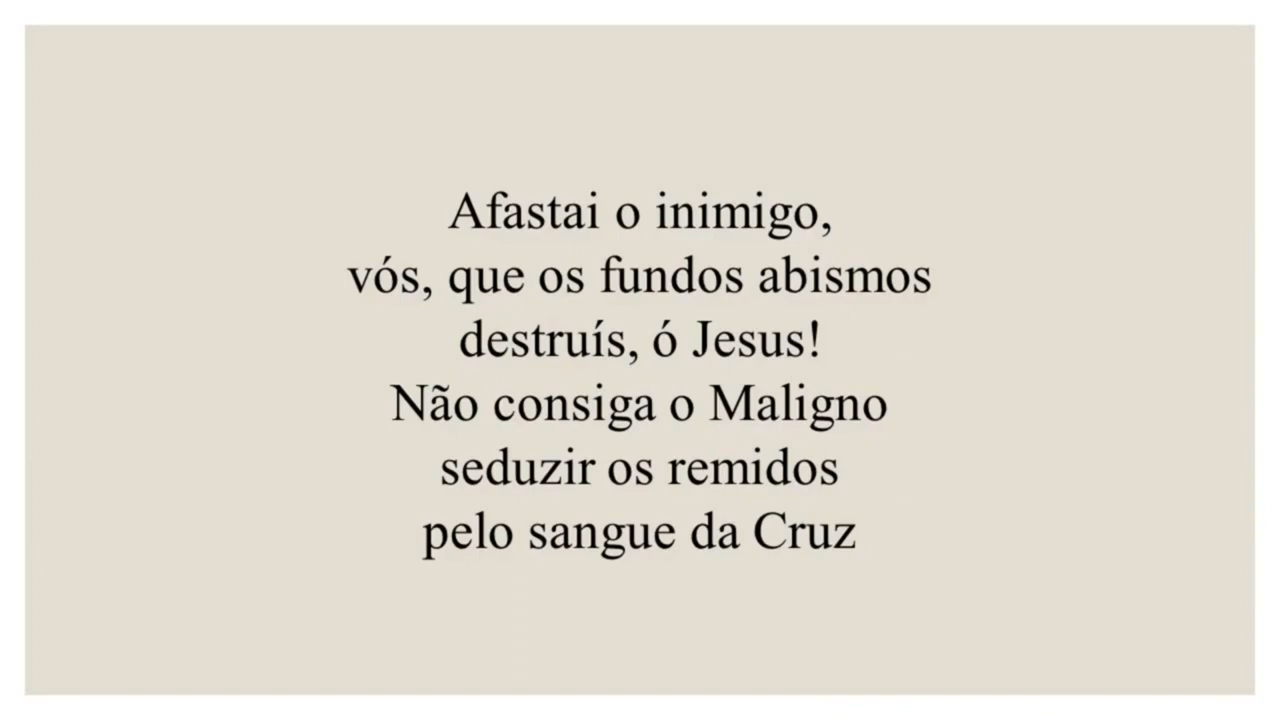 Afastai o inimigo,
vós, que os fundos abismos
destruís, ó Jesus!
Não consiga o Maligno
seduzir os remidos
pelo sangue da Cruz